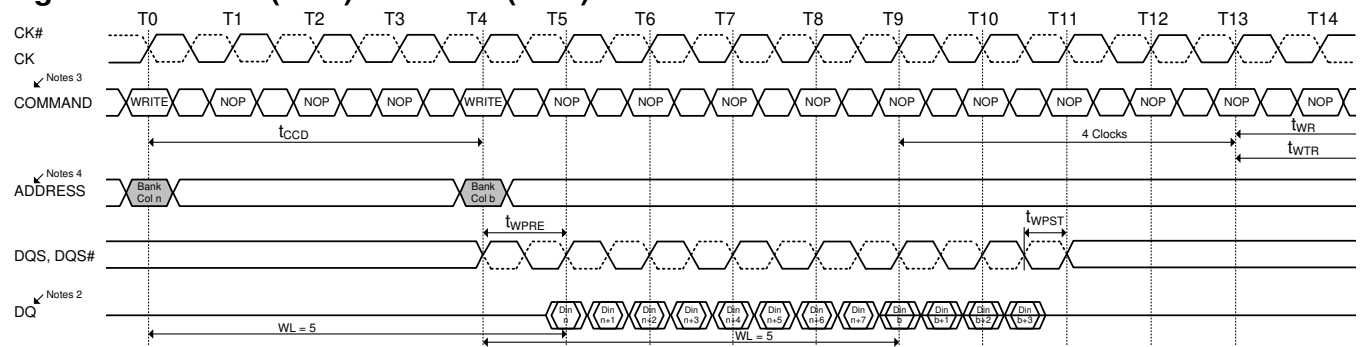 T0 T1 T2 T3 T4 T5 T6 T7 T8 T9 T10 T11 T12 T13 T14
CK#
CK
Notes 3
COMMAND WRITE NOP NOP NOP WRITE NOP NOP NOP NOP NOP NOP NOP NOP NOP NOP
tCCD 4 Clocks tWR
tWTR
Notes 4
ADDRESS Bank Col n Bank Col b
tWPRE tWPST
DQS, DQS#
Notes 2
DQ Din n Din n+1 Din n+2 Din n+3 Din n+4 Din n+5 Din n+6 Din n+7 Din b Din b+1 Din b+2 Din b+3
WL = 5 WL = 5